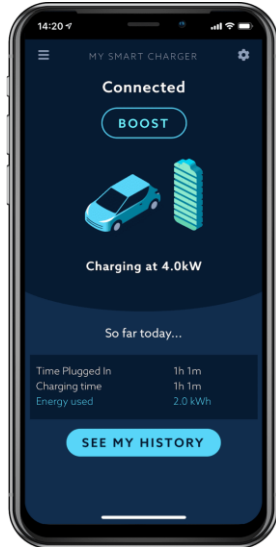 14:20
MY SMART CHARGER
Connected
BOOST
Charging at 4.0kW
So far today...
Time Plugged In 1h 1m
Charging time 1h 1m
Energy used 2.0 kWh
SEE MY HISTORY